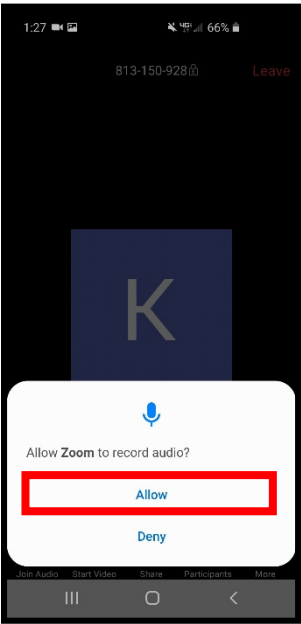 1:27 66%
813-150-928 Leave
K
Allow Zoom to record audio?
Allow
Deny
Join Audio Start Video Share Participants More